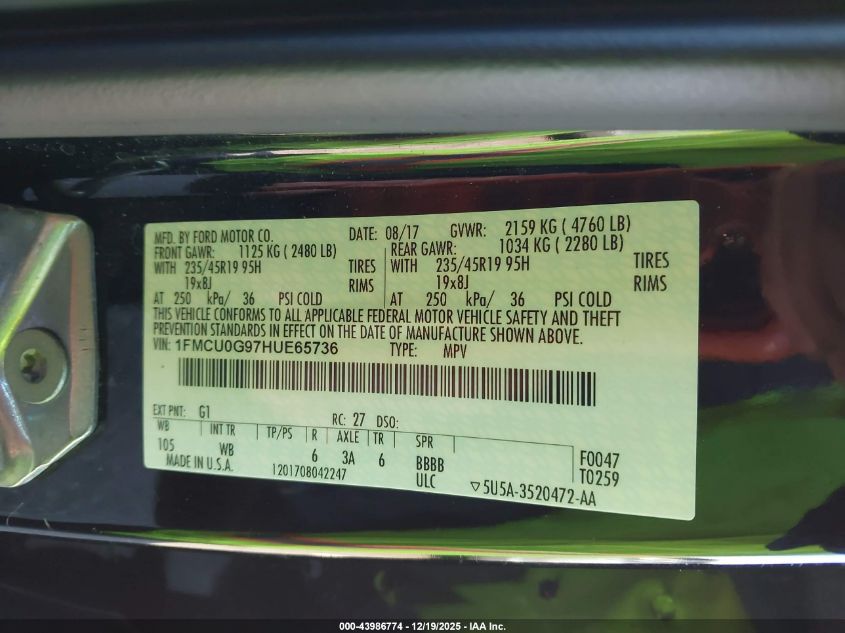 MFD. BY FORD MOTOR CO. DATE: 08/17 GVWR: 2159 KG ( 4760 LB)
FRONT GAWR: 1125 KG ( 2480 LB) REAR GAWR: 1034 KG ( 2280 LB)
WITH 235/45R19 95H TIRES WITH 235/45R19 95H TIRES
19x8J RIMS 19x8J RIMS
AT 250 kPa/ 36 PSI COLD AT 250 kPa/ 36 PSI COLD
THIS VEHICLE CONFORMS TO ALL APPLICABLE FEDERAL MOTOR VEHICLE SAFETY AND THEFT
PREVENTION STANDARDS IN EFFECT ON THE DATE OF MANUFACTURE SHOWN ABOVE.
VIN: 1FMCU0G97HUE65736 TYPE: MPV
EXT PNT: G1 RC: 27 DSO:
WB INT TR TP/PS R AXLE TR SPR
105 WB 6 3A 6 BBBB F0047
MADE IN U.S.A. 1201708042247 ULC T0259
▽5U5A-3520472-AA
000-43986774 - 12/19/2025 - IAA Inc.